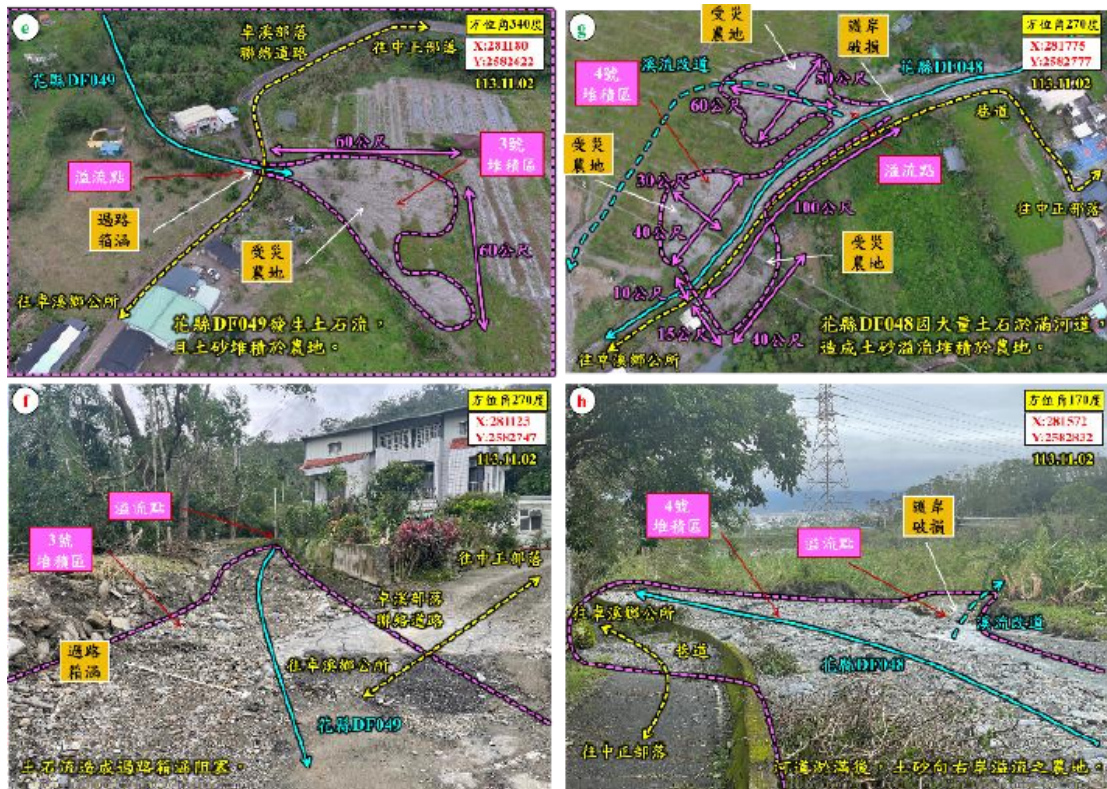 e
方位角340度
X:281180
Y:2582622
113.11.02
卓溪部落
聯絡道路
往中正部落
花縣DF049
60公尺
3號
堆積區
溢流點
過路
箱涵
受災
農地
60公尺
往卓溪鄉公所
花縣DF049發生土石流，
且土砂堆積於農地。
g
方位角270度
X:281775
Y:2582777
113.11.02
受災
農地
護岸
破損
溪流改道
花縣DF048
4號
堆積區
50公尺
60公尺
巷道
受災
農地
溢流點
30公尺
100公尺
往中正部落
40公尺
受災
農地
10公尺
15公尺
40公尺
往卓溪鄉公所
花縣DF048因大量土石淤滿河道，
造成土砂溢流堆積於農地。
f
方位角270度
X:281123
Y:2582747
113.11.02
溢流點
3號
堆積區
往中正部落
卓溪部落
聯絡道路
過路
箱涵
往卓溪鄉公所
花縣DF049
土石流造成過路箱涵阻塞。
h
方位角170度
X:281572
Y:2582832
113.11.02
4號
堆積區
溢流點
護岸
破損
往卓溪鄉公所
溪流改道
巷道
花縣DF048
往中正部落
河道淤滿後，土砂向右岸溢流之農地。